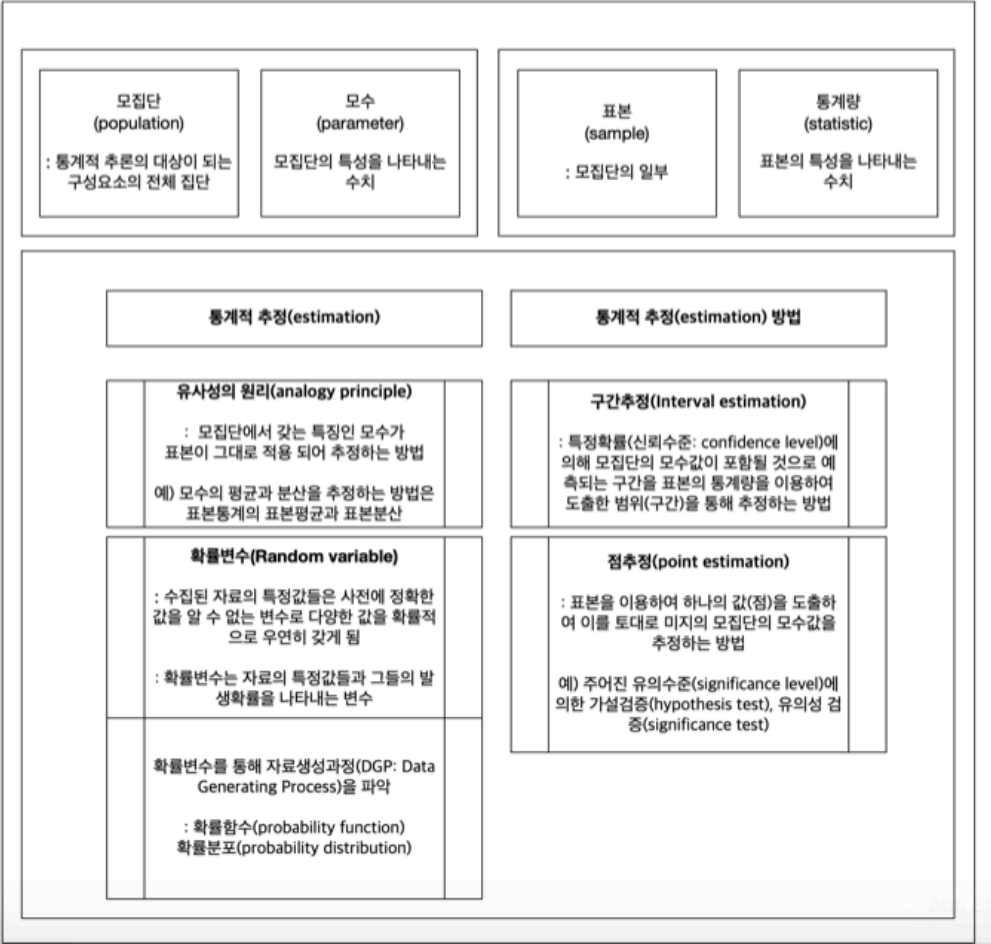 모집단
(population)
: 통계적 추론의 대상이 되는
구성요소의 전체 집단
모수
(parameter)
모집단의 특성을 나타내는
수치
표본
(sample)
: 모집단의 일부
통계량
(statistic)
표본의 특성을 나타내는
수치
통계적 추정(estimation)
유사성의 원리(analogy principle)
: 모집단에서 갖는 특징인 모수가
표본이 그대로 적용 되어 추정하는 방법
예) 모수의 평균과 분산을 추정하는 방법은
표본통계의 표본평균과 표본분산
확률변수(Random variable)
: 수집된 자료의 특정값들은 사전에 정확한
값을 알 수 없는 변수로 다양한 값을 확률적
으로 우연히 갖게 됨
: 확률변수는 자료의 특정값들과 그들의 발
생확률을 나타내는 변수
확률변수를 통해 자료생성과정(DGP: Data
Generating Process)을 파악
: 확률함수(probability function)
확률분포(probability distribution)
통계적 추정(estimation) 방법
구간추정(Interval estimation)
: 특정확률(신뢰수준: confidence level)에
의해 모집단의 모수값이 포함될 것으로 예
측되는 구간을 표본의 통계량을 이용하여
도출한 범위(구간)을 통해 추정하는 방법
점추정(point estimation)
: 표본을 이용하여 하나의 값(점)을 도출하
여 이를 토대로 미지의 모집단의 모수값을
추정하는 방법
예) 주어진 유의수준(significance level)에
의한 가설검증(hypothesis test), 유의성 검
증(significance test)